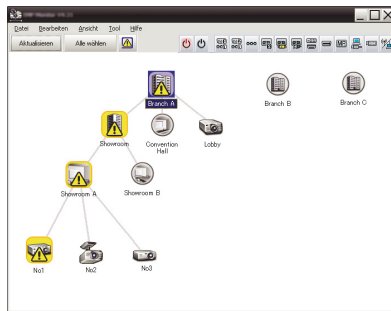 Datei Bearbeiten Ansicht Tool Hilfe
Aktualisieren Alle wählen
Branch A
Branch B
Branch C
Showroom
Convention Hall
Lobby
Showroom A
Showroom B
No1
No2
No3